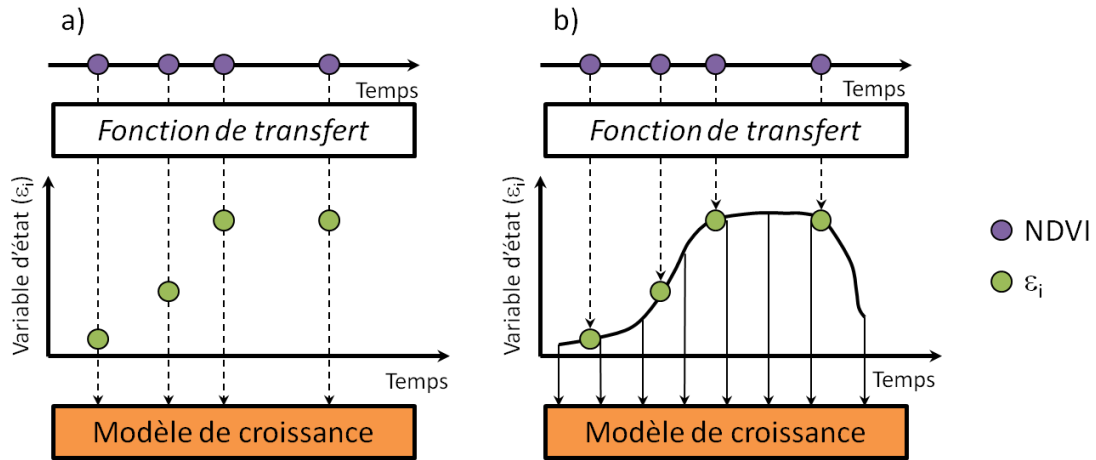 a)
Temps
Fonction de transfert
Variable d'état (εi)
Temps
Modèle de croissance
b)
Temps
Fonction de transfert
Variable d'état (εi)
Temps
Modèle de croissance
NDVI
εi